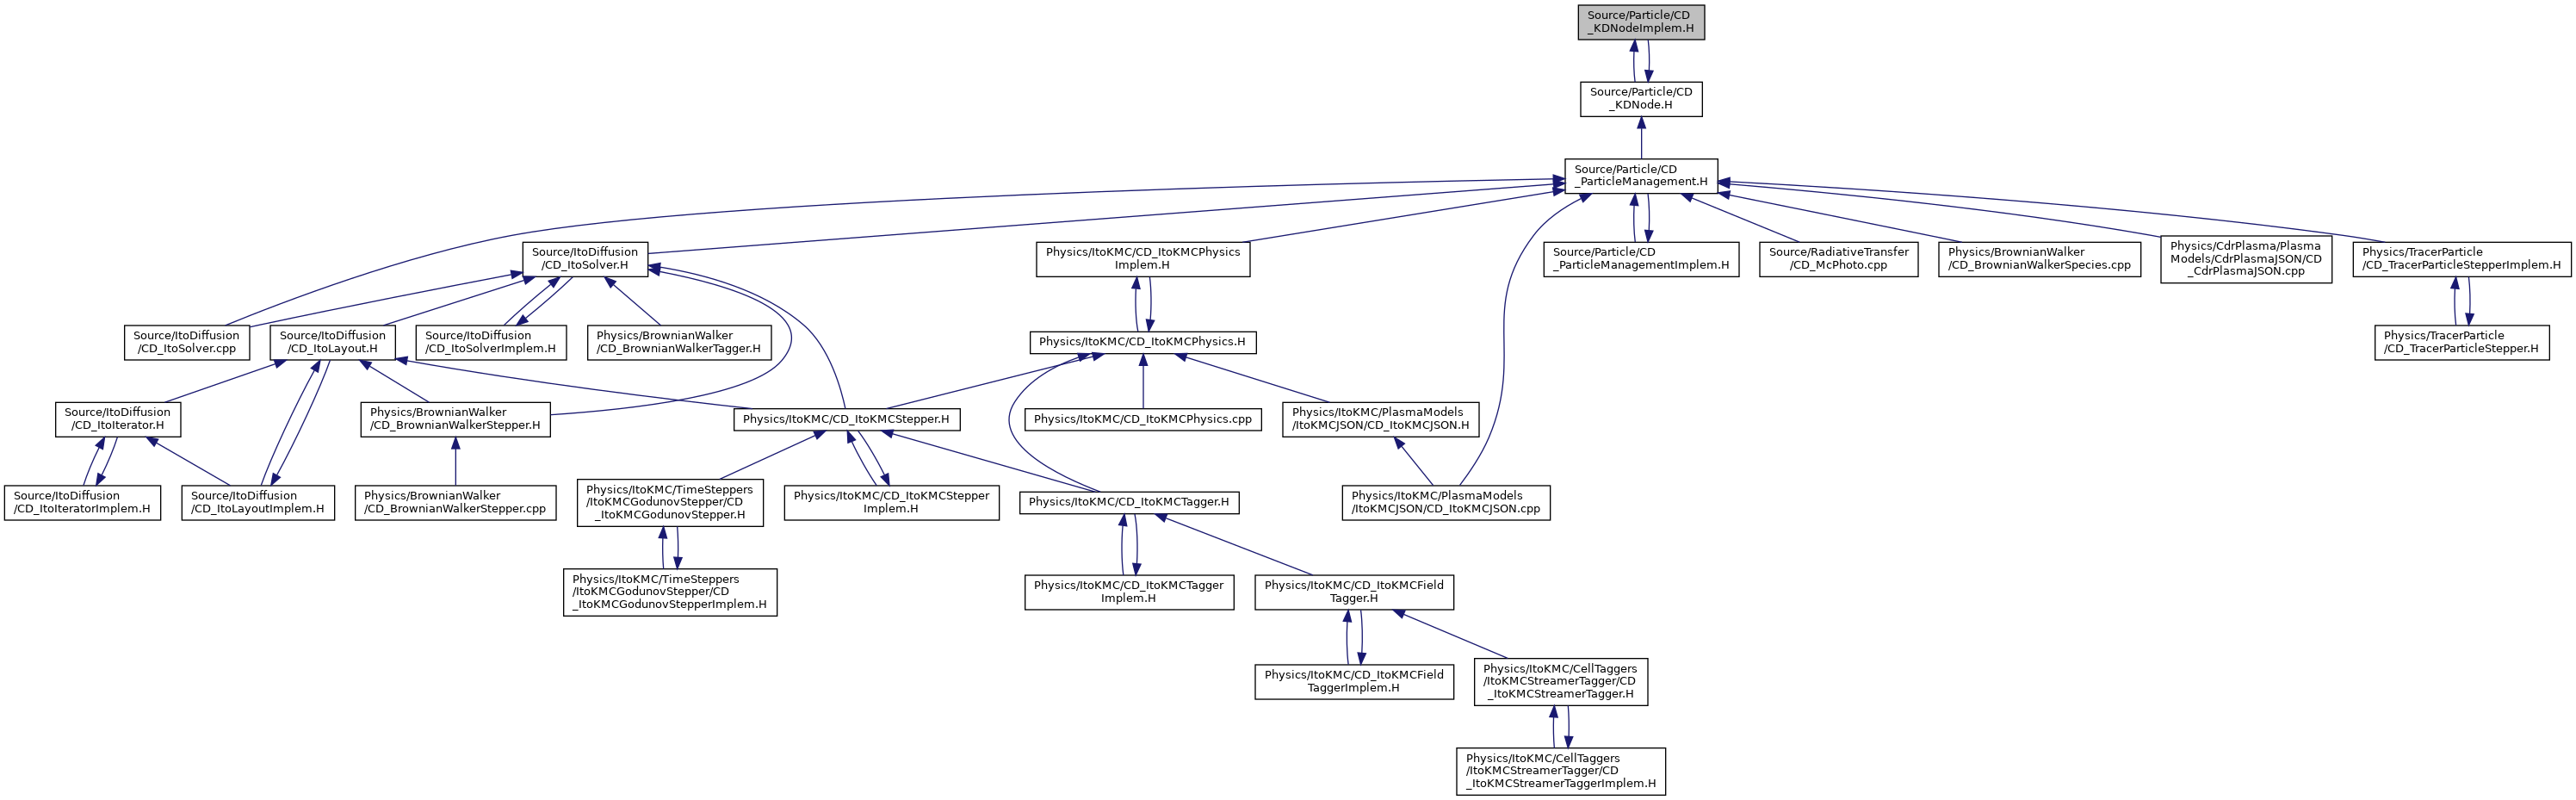 Source/Particle/CD
_KDNodeImplem.H
Source/Particle/CD
_KDNode.H
Source/Particle/CD
_ParticleManagement.H
Source/ItoDiffusion
/CD_ItoSolver.H
Physics/ItoKMC/CD_ItoKMCPhysics
Implem.H
Source/Particle/CD
_ParticleManagementImplem.H
Source/RadiativeTransfer
/CD_McPhoto.cpp
Physics/BrownianWalker
/CD_BrownianWalkerSpecies.cpp
Physics/CdrPlasma/Plasma
Models/CdrPlasmaJSON/CD
_CdrPlasmaJSON.cpp
Physics/TracerParticle
/CD_TracerParticleStepperImplem.H
Source/ItoDiffusion
/CD_ItoSolver.cpp
Source/ItoDiffusion
/CD_ItoLayout.H
Source/ItoDiffusion
/CD_ItoSolverImplem.H
Physics/BrownianWalker
/CD_BrownianWalkerTagger.H
Physics/ItoKMC/CD_ItoKMCPhysics.H
Physics/TracerParticle
/CD_TracerParticleStepper.H
Source/ItoDiffusion
/CD_ItoIterator.H
Physics/BrownianWalker
/CD_BrownianWalkerStepper.H
Physics/ItoKMC/CD_ItoKMCStepper.H
Physics/ItoKMC/CD_ItoKMCPhysics.cpp
Physics/ItoKMC/PlasmaModels
/ItoKMCJSON/CD_ItoKMCJSON.H
Source/ItoDiffusion
/CD_ItoIteratorImplem.H
Source/ItoDiffusion
/CD_ItoLayoutImplem.H
Physics/BrownianWalker
/CD_BrownianWalkerStepper.cpp
Physics/ItoKMC/TimeSteppers
/ItoKMCGodunovStepper/CD
_ItoKMCGodunovStepper.H
Physics/ItoKMC/CD_ItoKMCStepper
Implem.H
Physics/ItoKMC/CD_ItoKMCTagger.H
Physics/ItoKMC/PlasmaModels
/ItoKMCJSON/CD_ItoKMCJSON.cpp
Physics/ItoKMC/TimeSteppers
/ItoKMCGodunovStepper/CD
_ItoKMCGodunovStepperImplem.H
Physics/ItoKMC/CD_ItoKMCTagger
Implem.H
Physics/ItoKMC/CD_ItoKMCField
Tagger.H
Physics/ItoKMC/CD_ItoKMCField
TaggerImplem.H
Physics/ItoKMC/CellTaggers
/ItoKMCStreamerTagger/CD
_ItoKMCStreamerTagger.H
Physics/ItoKMC/CellTaggers
/ItoKMCStreamerTagger/CD
_ItoKMCStreamerTaggerImplem.H